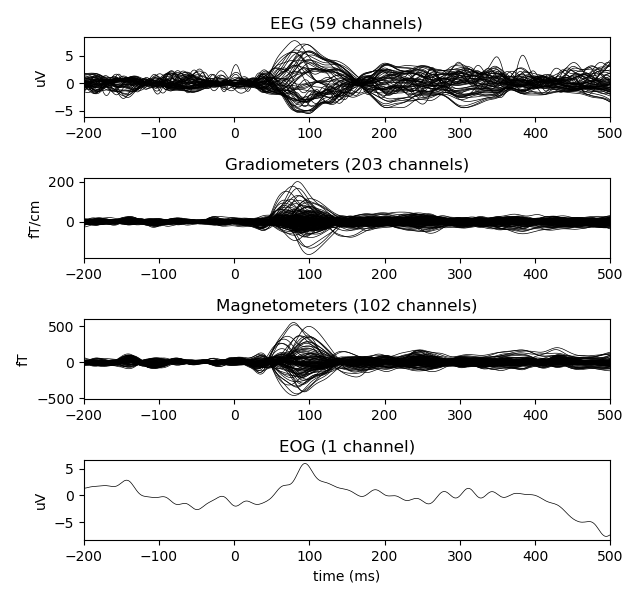 EEG (59 channels)
5
0
−5
uV
−200 −100 0 100 200 300 400 500
Gradiometers (203 channels)
200
0
fT/cm
−200 −100 0 100 200 300 400 500
Magnetometers (102 channels)
500
0
−500
fT
−200 −100 0 100 200 300 400 500
EOG (1 channel)
5
0
−5
uV
−200 −100 0 100 200 300 400 500
time (ms)